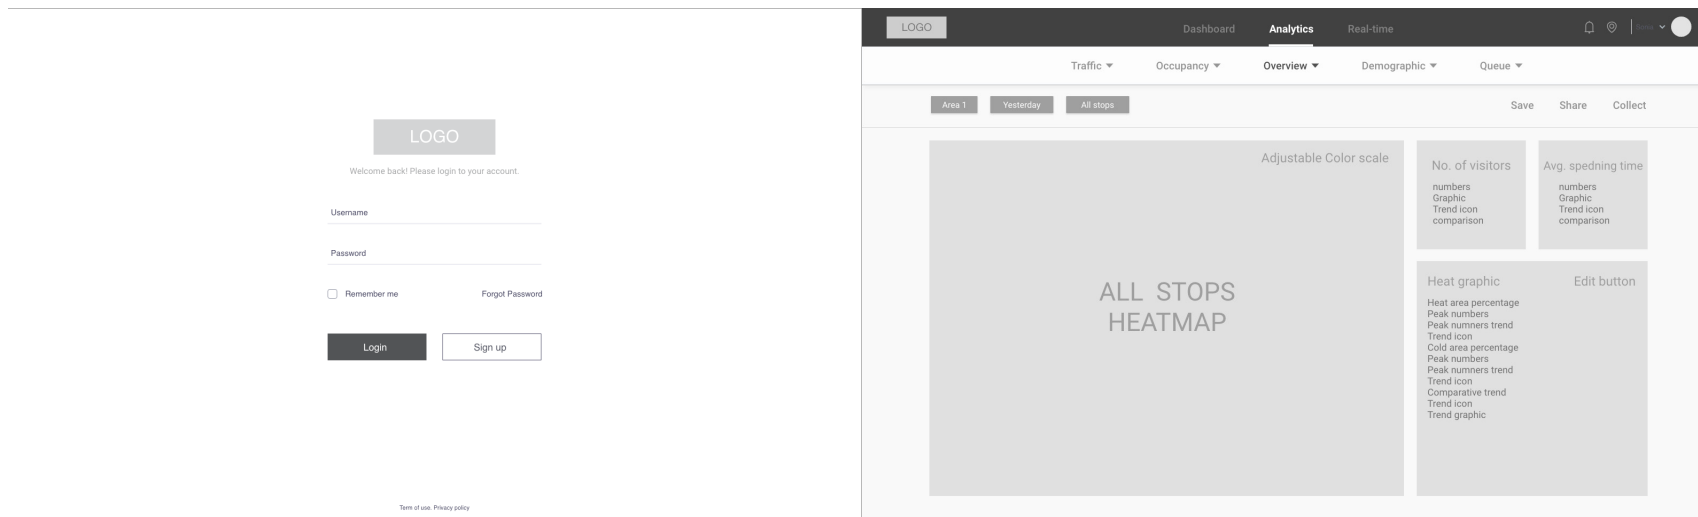 LOGO
Welcome back! Please login to your account.
Username
Password
Remember me Forgot Password
Login Sign up
Term of use. Privacy policy
LOGO Dashboard Analytics Real-time
Traffic Occupancy Overview Demographic Queue
Area 1 Yesterday All stops Save Share Collect
Adjustable Color scale
ALL STOPS
HEATMAP
No. of visitors
numbers
Graphic
Trend icon
comparison
Avg. spedning time
numbers
Graphic
Trend icon
comparison
Heat graphic Edit button
Heat area percentage
Peak numbers
Peak numners trend
Trend icon
Cold area percentage
Peak numbers
Peak numners trend
Trend icon
Comparative trend
Trend icon
Trend graphic